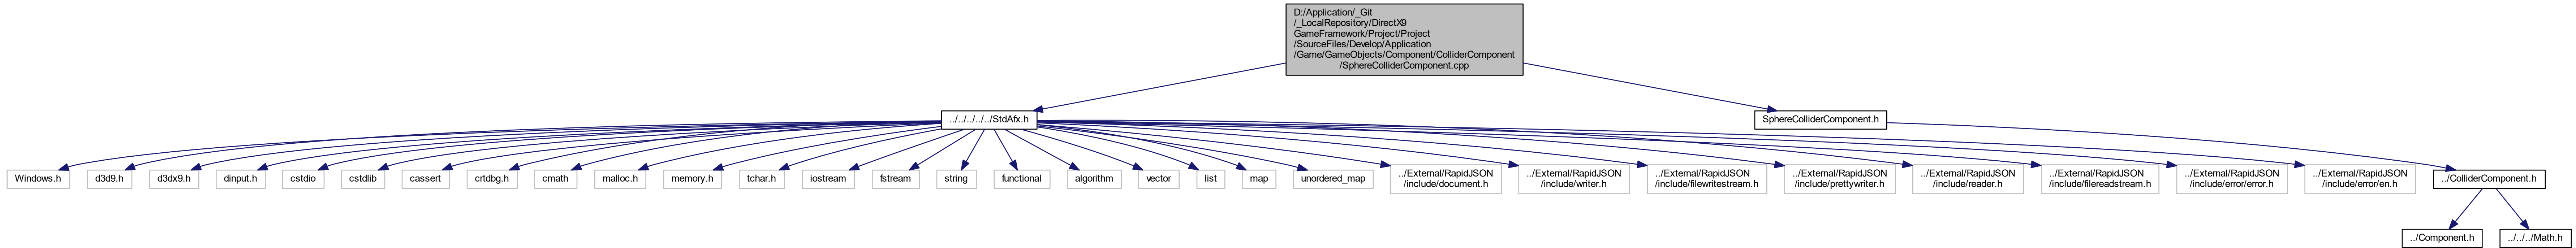 D:/Application/_Git
/_LocalRepository/DirectX9
GameFramework/Project/Project
/SourceFiles/Develop/Application
/Game/GameObjects/Component/ColliderComponent
/SphereColliderComponent.cpp
../../../../../StdAfx.h
SphereColliderComponent.h
Windows.h
d3d9.h
d3dx9.h
dinput.h
cstdio
cstdlib
cassert
crtdbg.h
cmath
malloc.h
memory.h
tchar.h
iostream
fstream
string
functional
algorithm
vector
list
map
unordered_map
../External/RapidJSON
/include/document.h
../External/RapidJSON
/include/writer.h
../External/RapidJSON
/include/filewritestream.h
../External/RapidJSON
/include/prettywriter.h
../External/RapidJSON
/include/reader.h
../External/RapidJSON
/include/filereadstream.h
../External/RapidJSON
/include/error/error.h
../External/RapidJSON
/include/error/en.h
../ColliderComponent.h
../Component.h
../../../Math.h